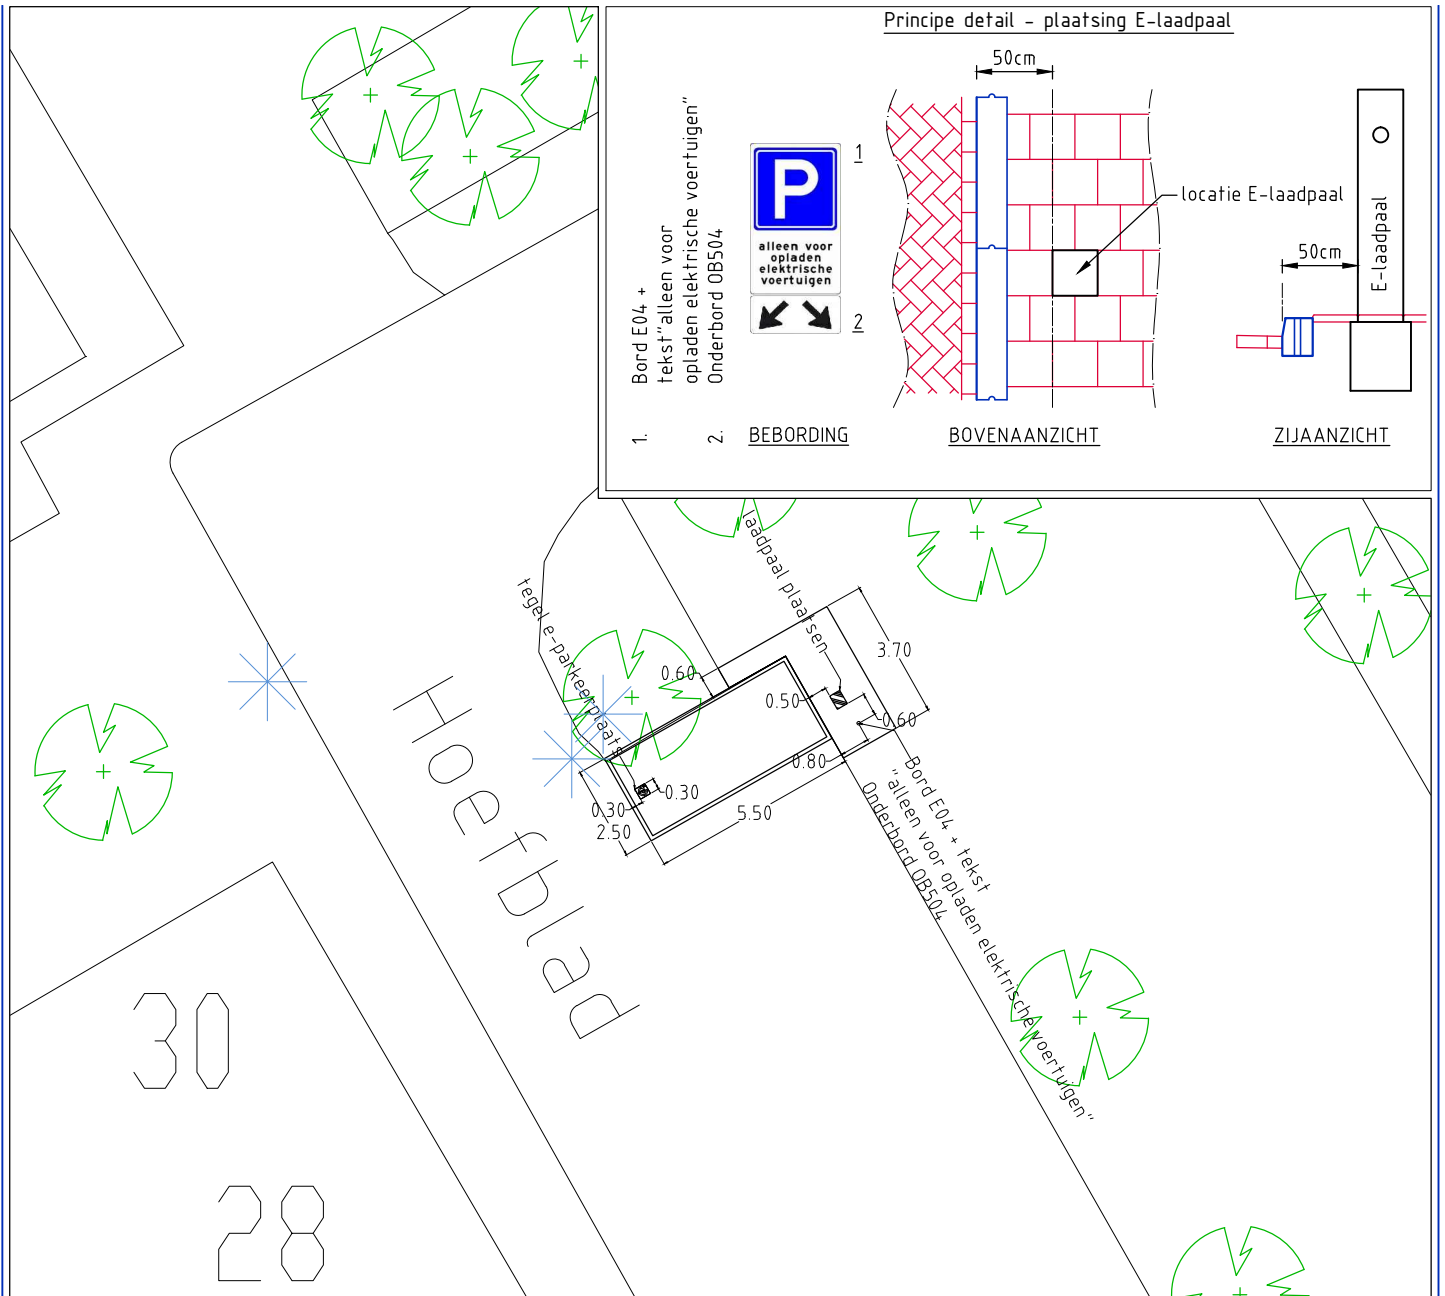 Principe detail - plaatsing E-laadpaal
50cm
1. Bord E04 +
tekst"alleen voor
opladen elektrische voertuigen"
2. Onderbord OB504
P
alleen voor
opladen
elektrische
voertuigen
1
2
locatie E-laadpaal
50cm
E-laadpaal
BEBORDING
BOVENAANZICHT
ZIJAANZICHT
laadpaal plaatsen
tegel e-parkeerplaats
3.70
0.60
0.50
0.60
0.80
0.30
0.30
2.50
5.50
Bord E04 + tekst
"alleen voor opladen elektrische voertuigen"
Onderbord OB504
Hoefblad
30
28